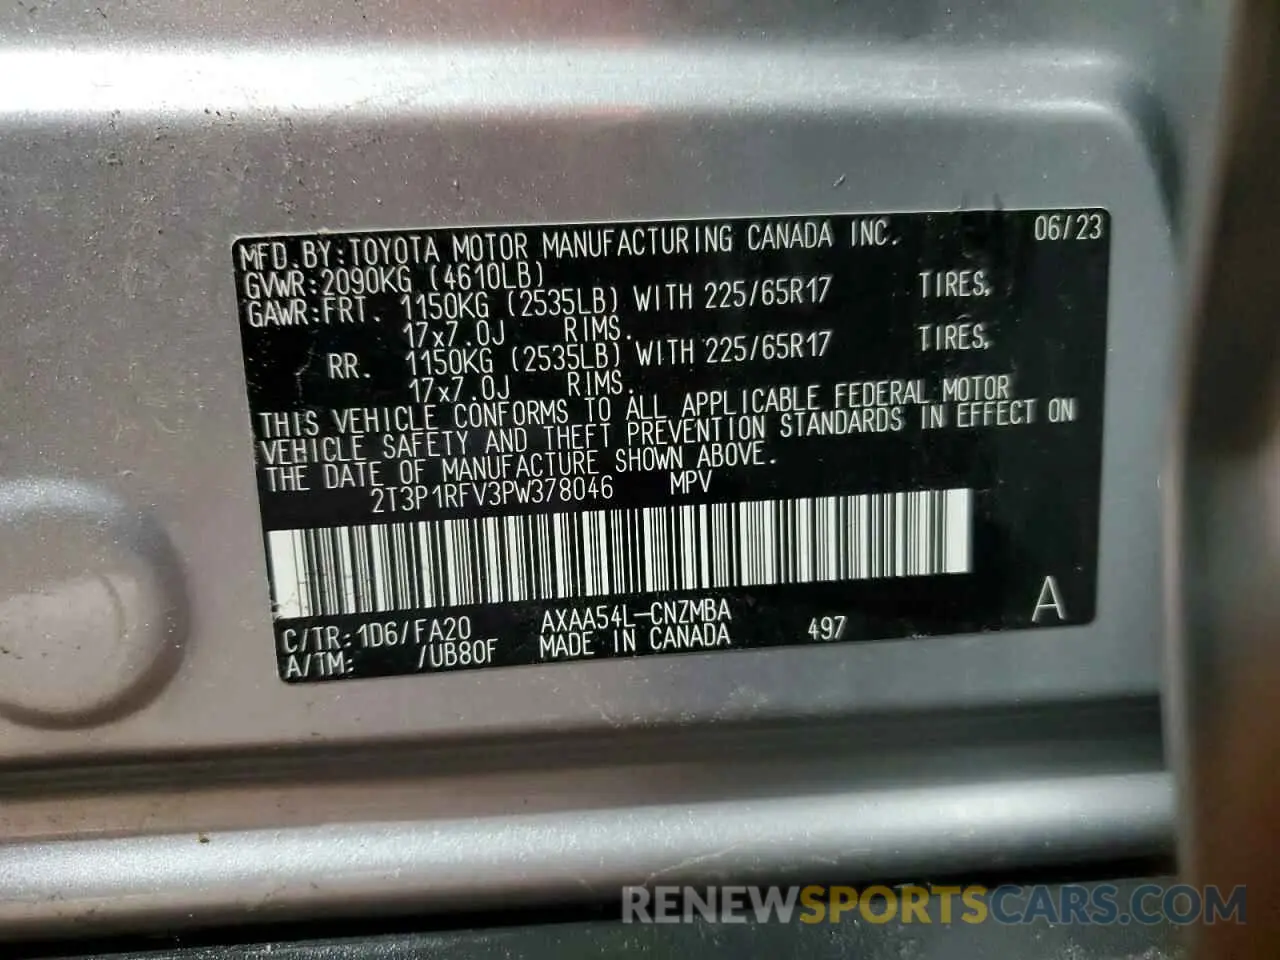 MFD.BY:TOYOTA MOTOR MANUFACTURING CANADA INC. 06/23
GVWR:2090KG (4610LB)
GAWR:FRT. 1150KG (2535LB) WITH 225/65R17 TIRES,
17x7.0J RIMS.
RR. 1150KG (2535LB) WITH 225/65R17 TIRES,
17x7.0J RIMS.
THIS VEHICLE CONFORMS TO ALL APPLICABLE FEDERAL MOTOR
VEHICLE SAFETY AND THEFT PREVENTION STANDARDS IN EFFECT ON
THE DATE OF MANUFACTURE SHOWN ABOVE.
2T3P1RFV3PW378046 MPV
C/TR:1D6/FA20 AXAA54L-CNZMBA
A/TM: /UB80F MADE IN CANADA 497 A
RENEWSPORTSCARS.COM